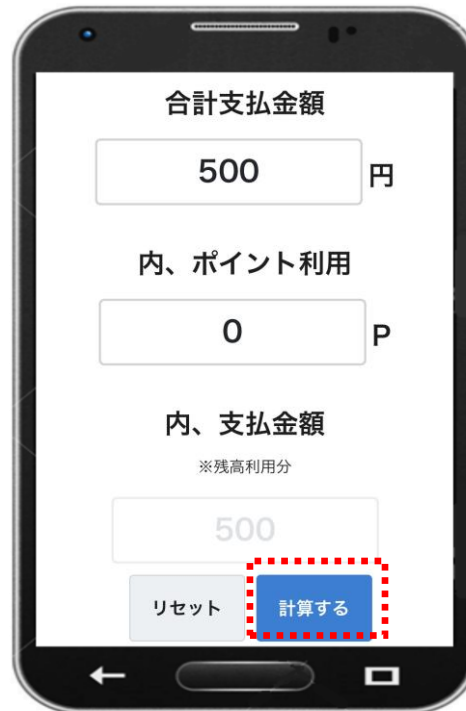 合計支払金額
500 円
内、ポイント利用
0 P
内、支払金額
※残高利用分
500
リセット 計算する